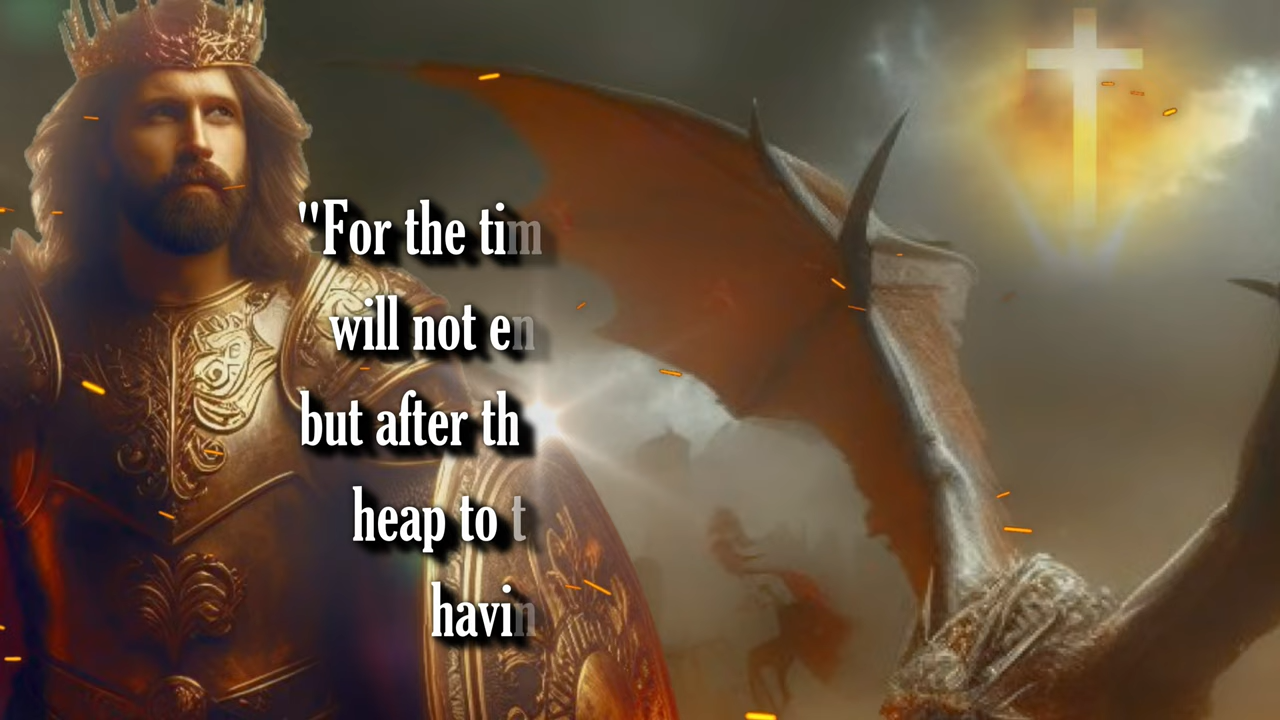 "For the tim
will not en
but after th
heap to t
havin